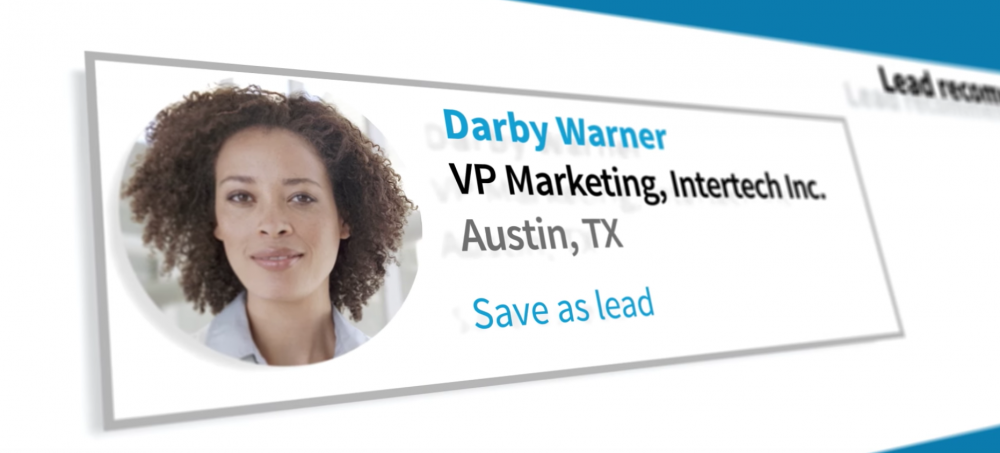 Lead recom
Darby Warner
VP Marketing, Intertech Inc.
Austin, TX
Save as lead